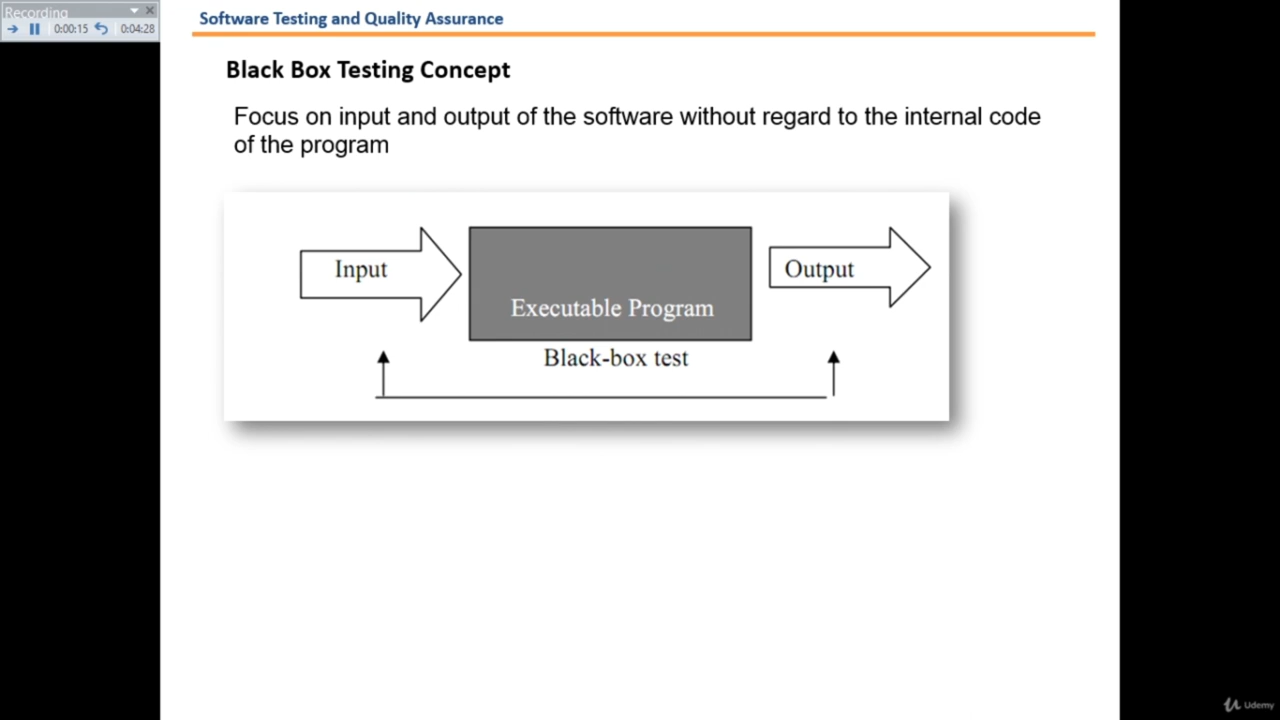 Recording
0:00:15
0:04:28
Software Testing and Quality Assurance
Black Box Testing Concept
Focus on input and output of the software without regard to the internal code
of the program
Input
Executable Program
Output
Black-box test
Udemy